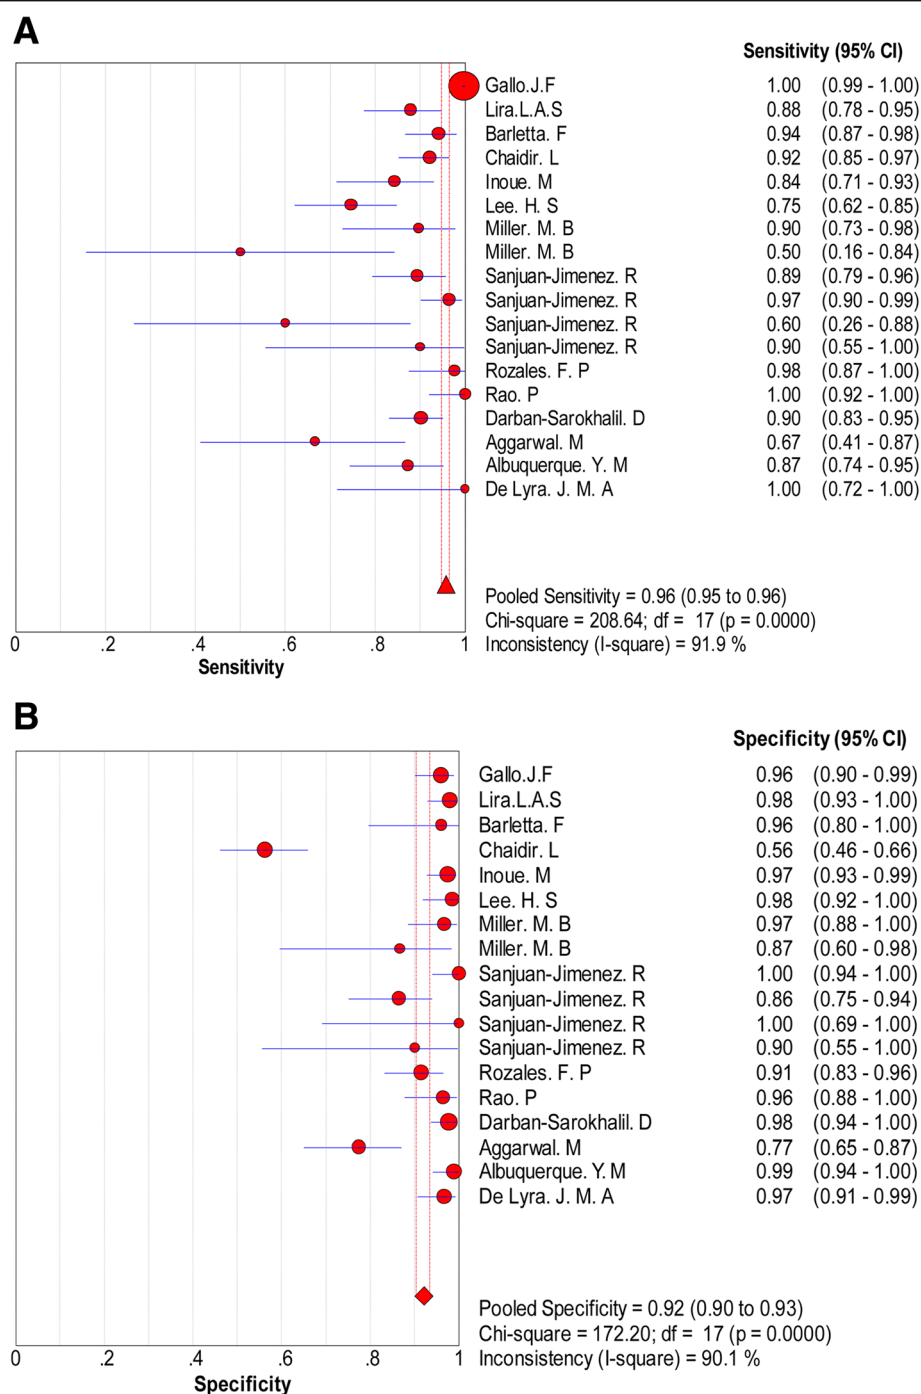 A
Sensitivity (95% CI)
Gallo.J.F 1.00 (0.99 - 1.00)
Lira.L.A.S 0.88 (0.78 - 0.95)
Barletta. F 0.94 (0.87 - 0.98)
Chaidir. L 0.92 (0.85 - 0.97)
Inoue. M 0.84 (0.71 - 0.93)
Lee. H. S 0.75 (0.62 - 0.85)
Miller. M. B 0.90 (0.73 - 0.98)
Miller. M. B 0.50 (0.16 - 0.84)
Sanjuan-Jimenez. R 0.89 (0.79 - 0.96)
Sanjuan-Jimenez. R 0.97 (0.90 - 0.99)
Sanjuan-Jimenez. R 0.60 (0.26 - 0.88)
Sanjuan-Jimenez. R 0.90 (0.55 - 1.00)
Rozales. F. P 0.98 (0.87 - 1.00)
Rao. P 1.00 (0.92 - 1.00)
Darban-Sarokhalil. D 0.90 (0.83 - 0.95)
Aggarwal. M 0.67 (0.41 - 0.87)
Albuquerque. Y. M 0.87 (0.74 - 0.95)
De Lyra. J. M. A 1.00 (0.72 - 1.00)
Pooled Sensitivity = 0.96 (0.95 to 0.96)
Chi-square = 208.64; df = 17 (p = 0.0000)
Inconsistency (I-square) = 91.9 %
0 .2 .4 .6 .8 1
Sensitivity
B
Specificity (95% CI)
Gallo.J.F 0.96 (0.90 - 0.99)
Lira.L.A.S 0.98 (0.93 - 1.00)
Barletta. F 0.96 (0.80 - 1.00)
Chaidir. L 0.56 (0.46 - 0.66)
Inoue. M 0.97 (0.93 - 0.99)
Lee. H. S 0.98 (0.92 - 1.00)
Miller. M. B 0.97 (0.88 - 1.00)
Miller. M. B 0.87 (0.60 - 0.98)
Sanjuan-Jimenez. R 1.00 (0.94 - 1.00)
Sanjuan-Jimenez. R 0.86 (0.75 - 0.94)
Sanjuan-Jimenez. R 1.00 (0.69 - 1.00)
Sanjuan-Jimenez. R 0.90 (0.55 - 1.00)
Rozales. F. P 0.91 (0.83 - 0.96)
Rao. P 0.96 (0.88 - 1.00)
Darban-Sarokhalil. D 0.98 (0.94 - 1.00)
Aggarwal. M 0.77 (0.65 - 0.87)
Albuquerque. Y. M 0.99 (0.94 - 1.00)
De Lyra. J. M. A 0.97 (0.91 - 0.99)
Pooled Specificity = 0.92 (0.90 to 0.93)
Chi-square = 172.20; df = 17 (p = 0.0000)
Inconsistency (I-square) = 90.1 %
0 .2 .4 .6 .8 1
Specificity